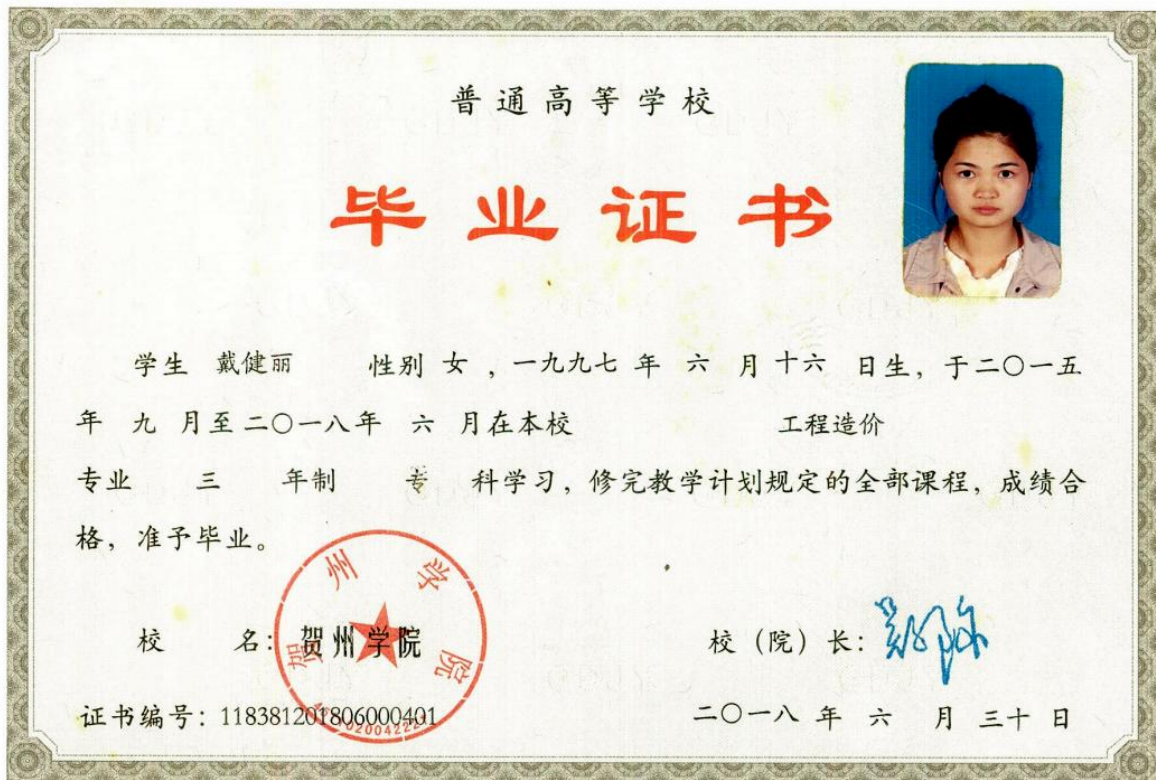 普通高等学校
毕业证书
学生 戴健丽 性别 女 , 一九九七 年 六 月 十六 日生, 于二〇一五
年 九 月至 二〇一八年 六 月在本校 工程造价
专业 三 年制 专 科学习, 修完教学计划规定的全部课程, 成绩合
格, 准予毕业。
贺州学院
校 名: 贺州学院 校 (院) 长:
证书编号: 118381201806000401 二〇一八 年 六 月 三十 日